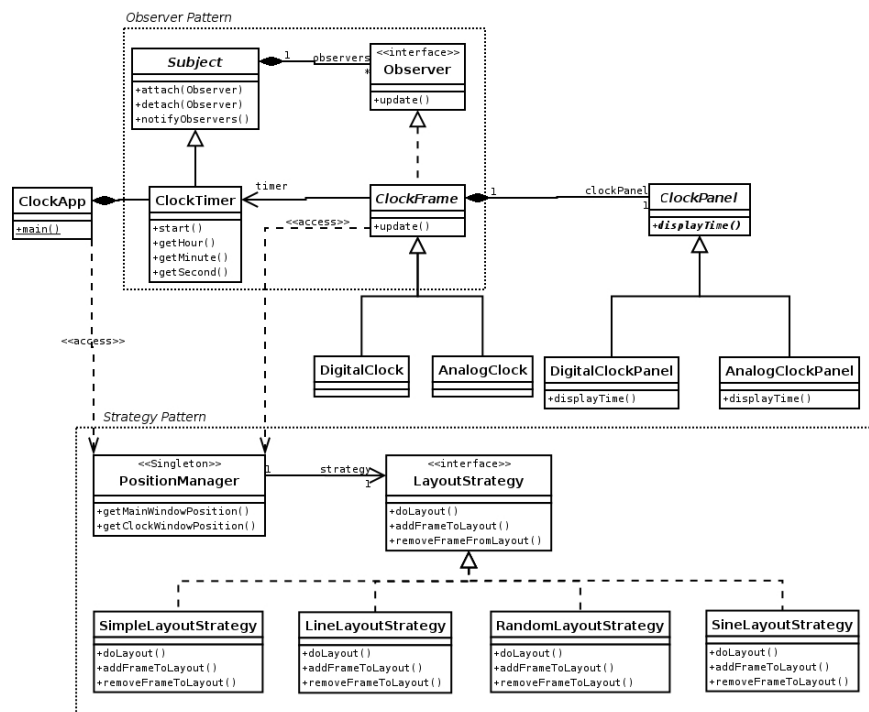 Observer Pattern
Subject
+attach(Observer)
+detach(Observer)
+notifyObservers()
1
observers
*
<<interface>>
Observer
+update()
ClockApp
+main()
ClockTimer
+start()
+getHour()
+getMinute()
+getSecond()
timer
<<access>>
ClockFrame
+update()
1
clockPanel
1
ClockPanel
+displayTime()
<<access>>
DigitalClock
AnalogClock
DigitalClockPanel
+displayTime()
AnalogClockPanel
+displayTime()
Strategy Pattern
<<Singleton>>
PositionManager
+getMainWindowPosition()
+getClockWindowPosition()
1
strategy
1
<<interface>>
LayoutStrategy
+doLayout()
+addFrameToLayout()
+removeFrameFromLayout()
SimpleLayoutStrategy
+doLayout()
+addFrameToLayout()
+removeFrameToLayout()
LineLayoutStrategy
+doLayout()
+addFrameToLayout()
+removeFrameToLayout()
RandomLayoutStrategy
+doLayout()
+addFrameToLayout()
+removeFrameToLayout()
SineLayoutStrategy
+doLayout()
+addFrameToLayout()
+removeFrameToLayout()